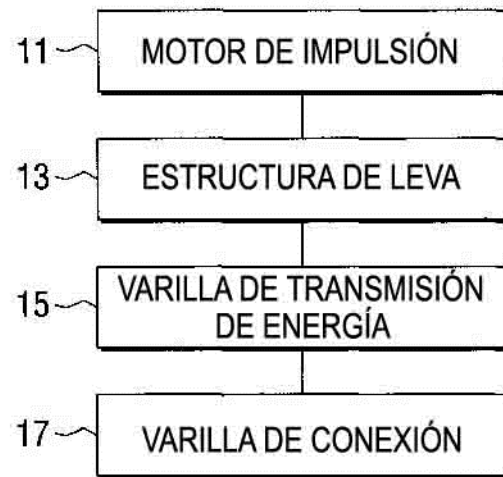 11 MOTOR DE IMPULSIÓN
13 ESTRUCTURA DE LEVA
15 VARILLA DE TRANSMISIÓN
DE ENERGÍA
17 VARILLA DE CONEXIÓN